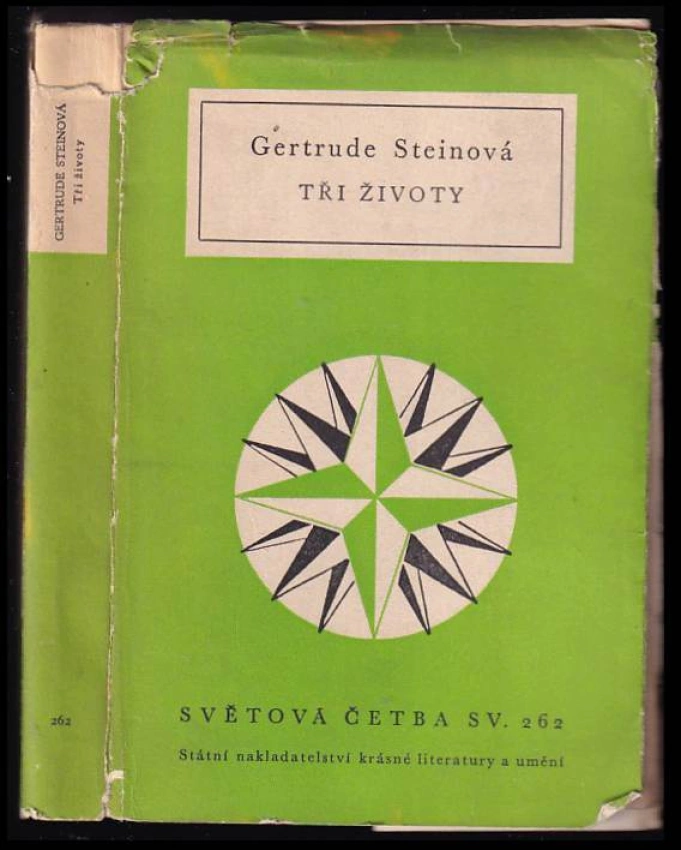 GERTRUDE STEINOVÁ
Tři životy
262
Gertrude Steinová
TŘI ŽIVOTY
SVĚTOVÁ ČETBA SV. 262
Státní nakladatelství krásné literatury a umění